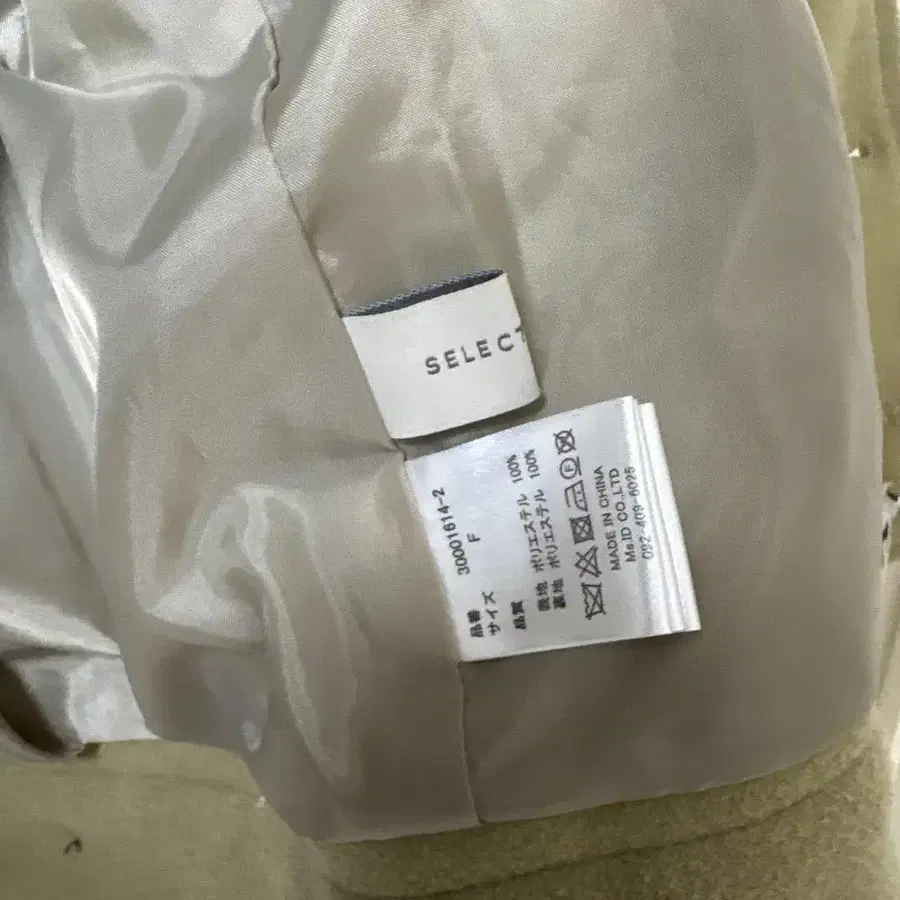 SELECT
品番 30001614-2
サイズ F
品質
表地 ポリエステル 100%
裏地 ポリエステル 100%
MADE IN CHINA
Ms.ID CO.,LTD
092-409-6025